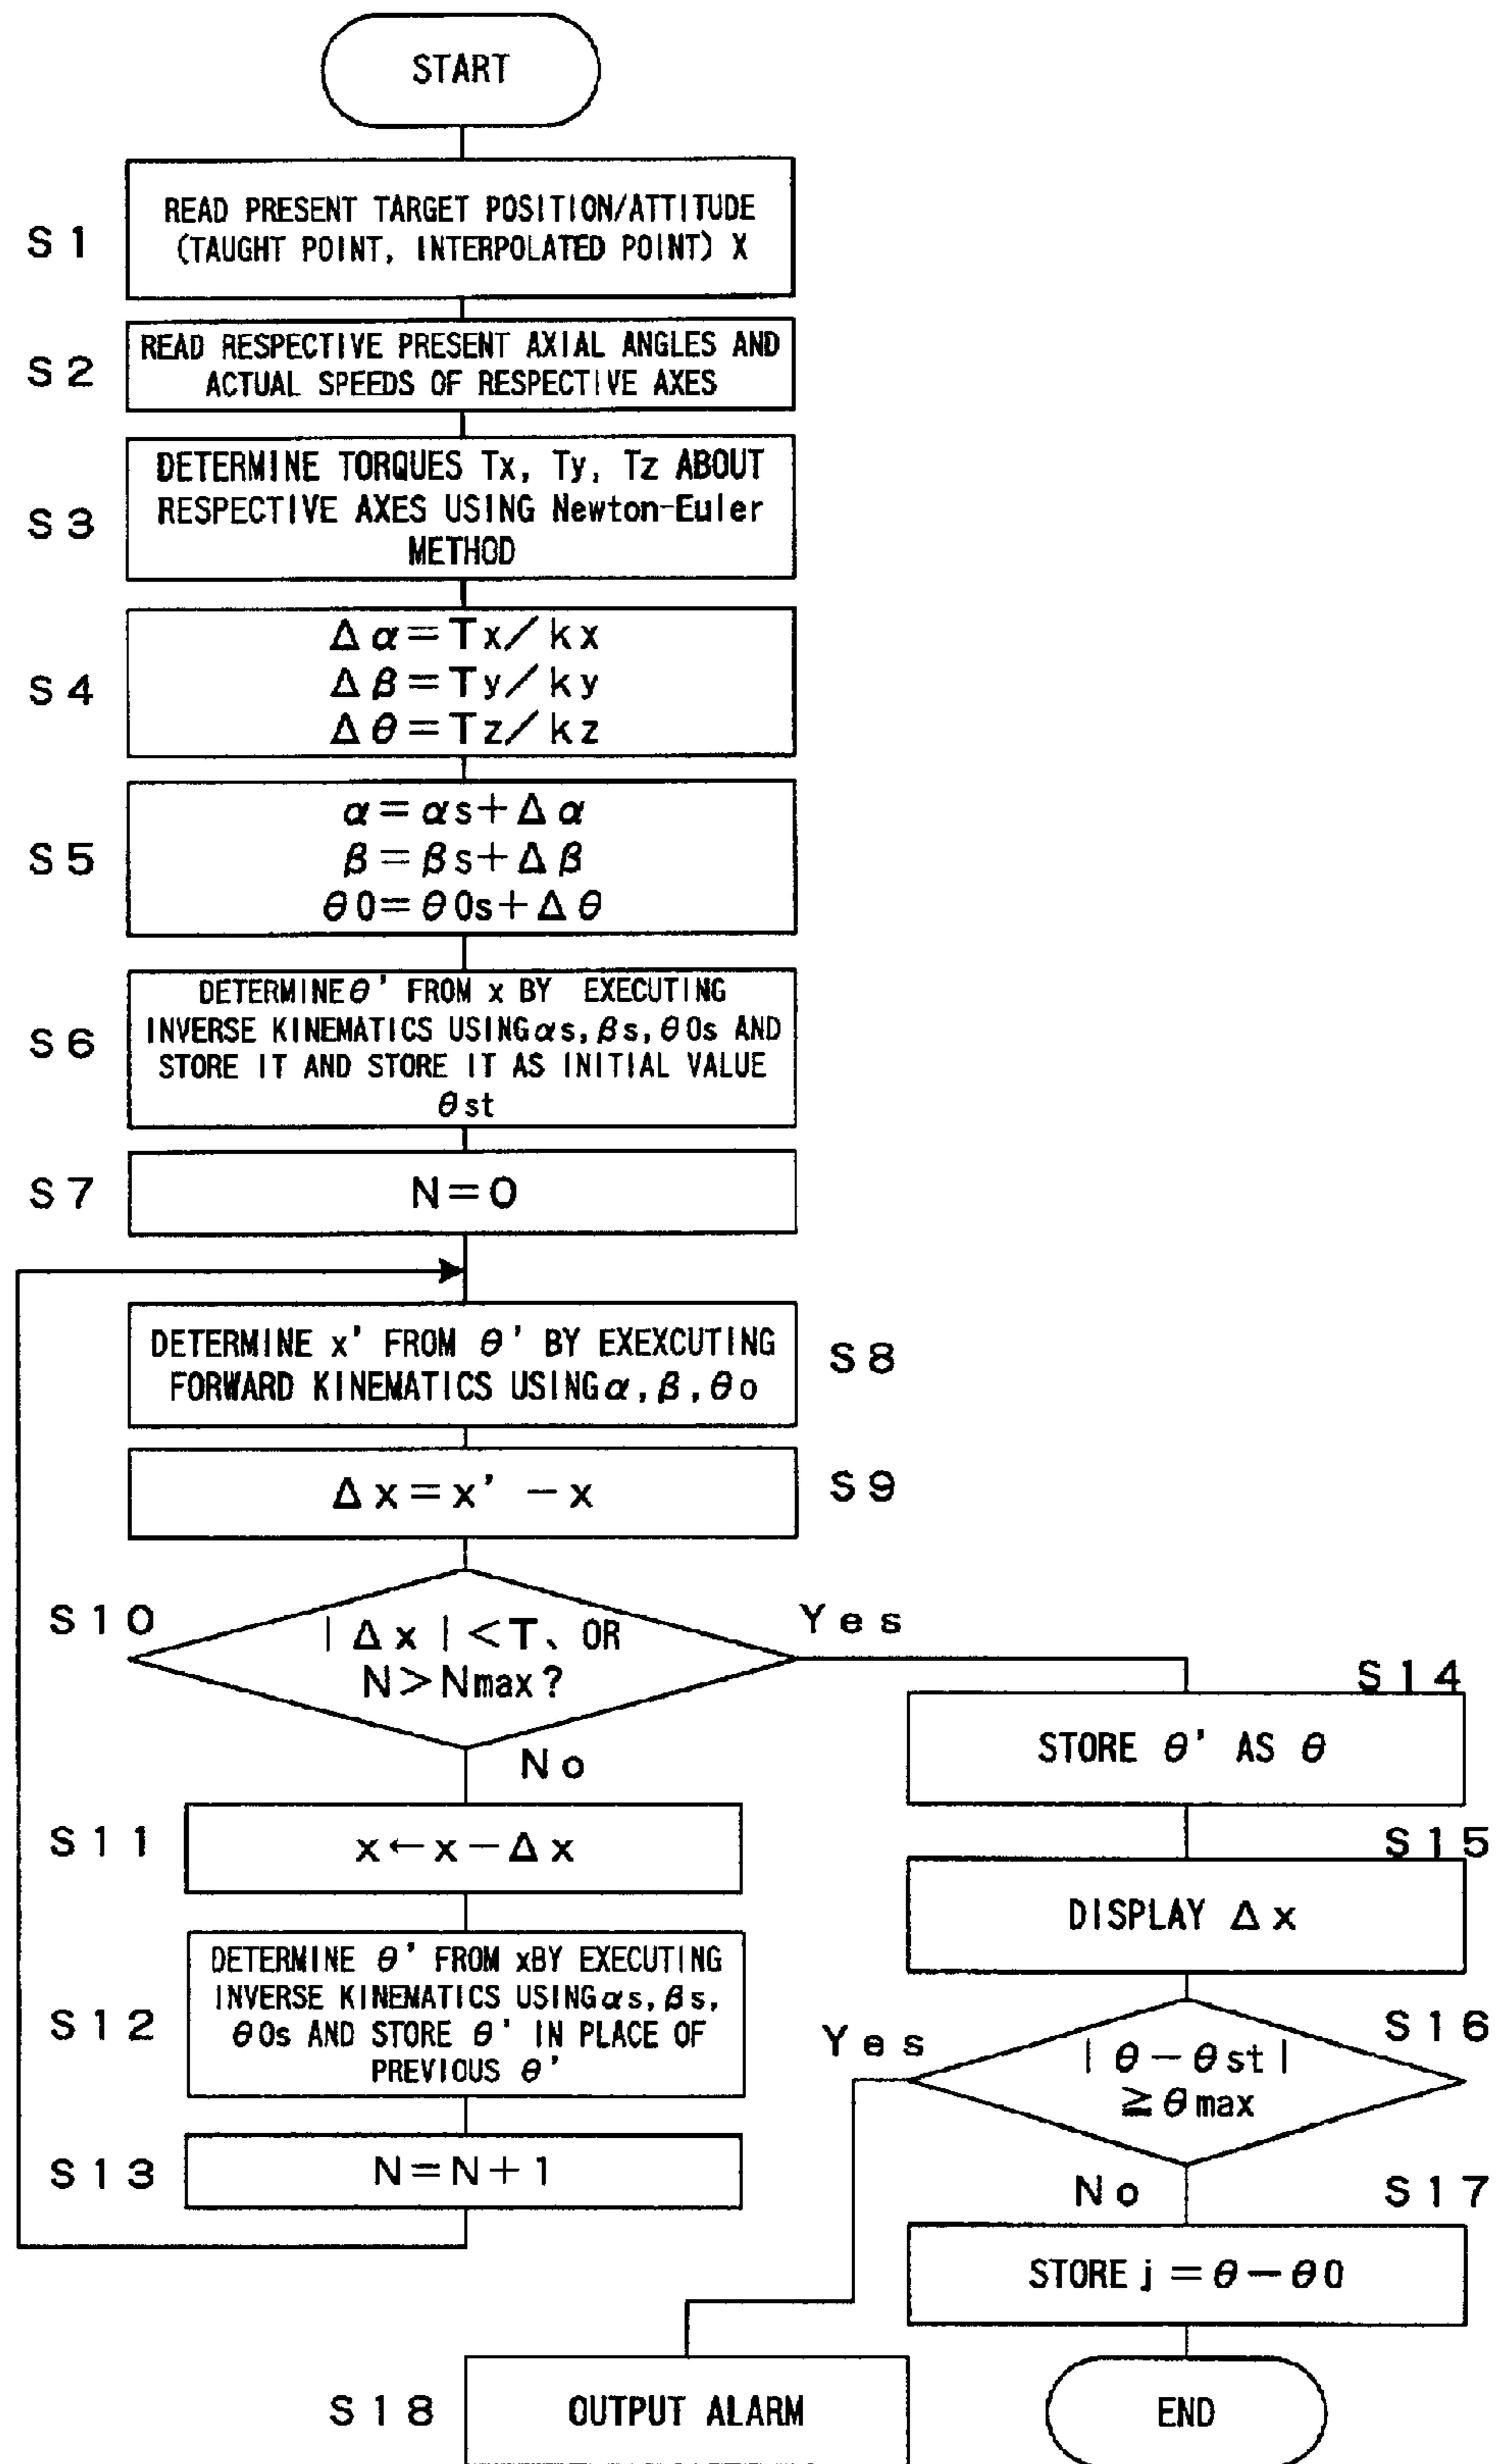 START
S1
READ PRESENT TARGET POSITION/ATTITUDE
(TAUGHT POINT, INTERPOLATED POINT) X
S2
READ RESPECTIVE PRESENT AXIAL ANGLES AND
ACTUAL SPEEDS OF RESPECTIVE AXES
S3
DETERMINE TORQUES Tx, Ty, Tz ABOUT
RESPECTIVE AXES USING Newton-Euler
METHOD
S4
Δα=Tx/kx
Δβ=Ty/ky
Δθ=Tz/kz
S5
α=αs+Δα
β=βs+Δβ
θ0=θ0s+Δθ
S6
DETERMINEθ' FROM x BY EXECUTING
INVERSE KINEMATICS USINGαs, βs, θ0s AND
STORE IT AND STORE IT AS INITIAL VALUE
θst
S7
N=0
DETERMINE x' FROM θ' BY EXEXCUTING
FORWARD KINEMATICS USINGα, β, θo
S8
Δx=x' −x
S9
S10
|Δx|<T、OR
N>Nmax?
Yes
No
S11
x←x−Δx
S12
DETERMINE θ' FROM xBY EXECUTING
INVERSE KINEMATICS USINGαs, βs,
θ0s AND STORE θ' IN PLACE OF
PREVIOUS θ'
S13
N=N+1
S14
STORE θ' AS θ
S15
DISPLAY Δx
S16
|θ−θst|
≧θmax
Yes
No
S17
STORE j=θ−θ0
S18
OUTPUT ALARM
END